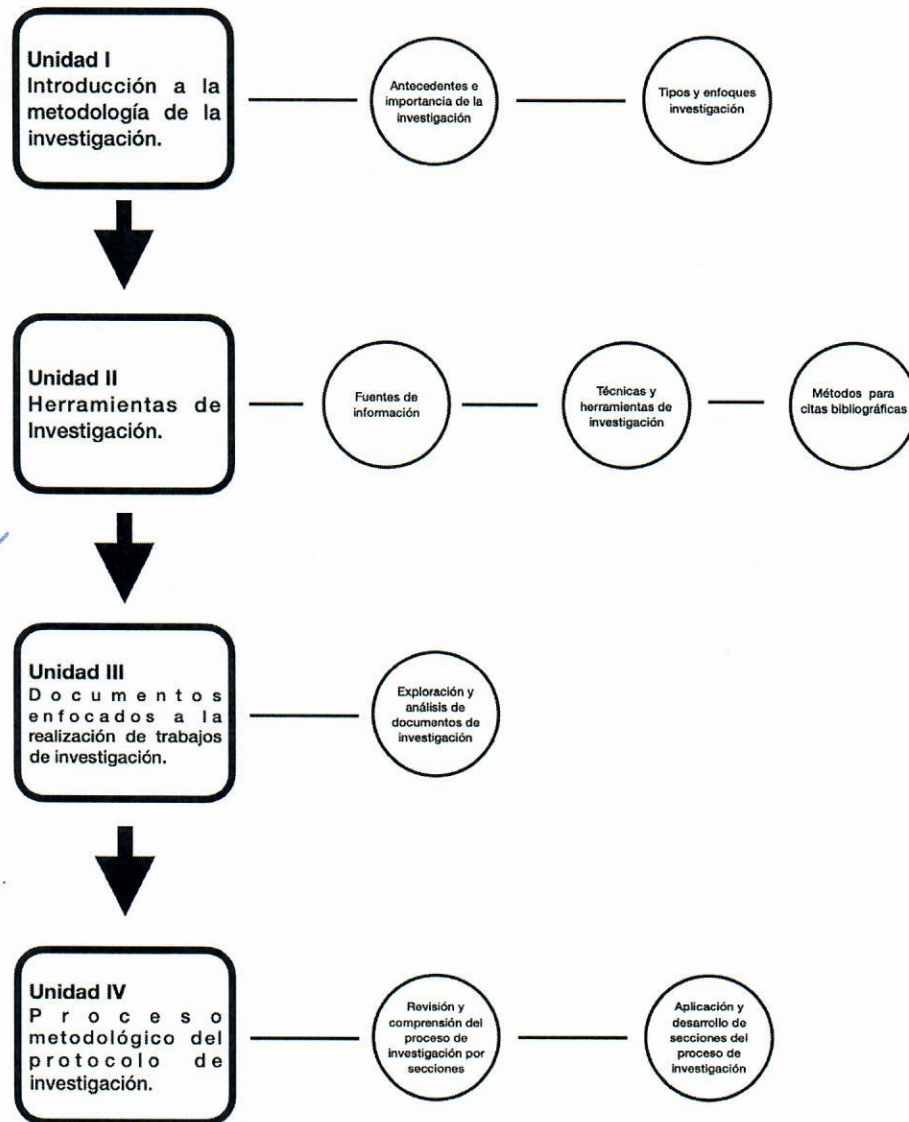 Unidad I
Introducción a la
metodología de la
investigación.
Antecedentes e
importancia de la
investigación
Tipos y enfoques
investigación
Unidad II
Herramientas de
Investigación.
Fuentes de
información
Técnicas y
herramientas de
investigación
Métodos para
citas bibliográficas
Unidad III
Documentos
enfocados a la
realización de trabajos
de investigación.
Exploración y
análisis de
documentos de
investigación
Unidad IV
Proceso
metodológico del
protocolo de
investigación.
Revisión y
comprensión del
proceso de
investigación por
secciones
Aplicación y
desarrollo de
secciones del
proceso de
investigación